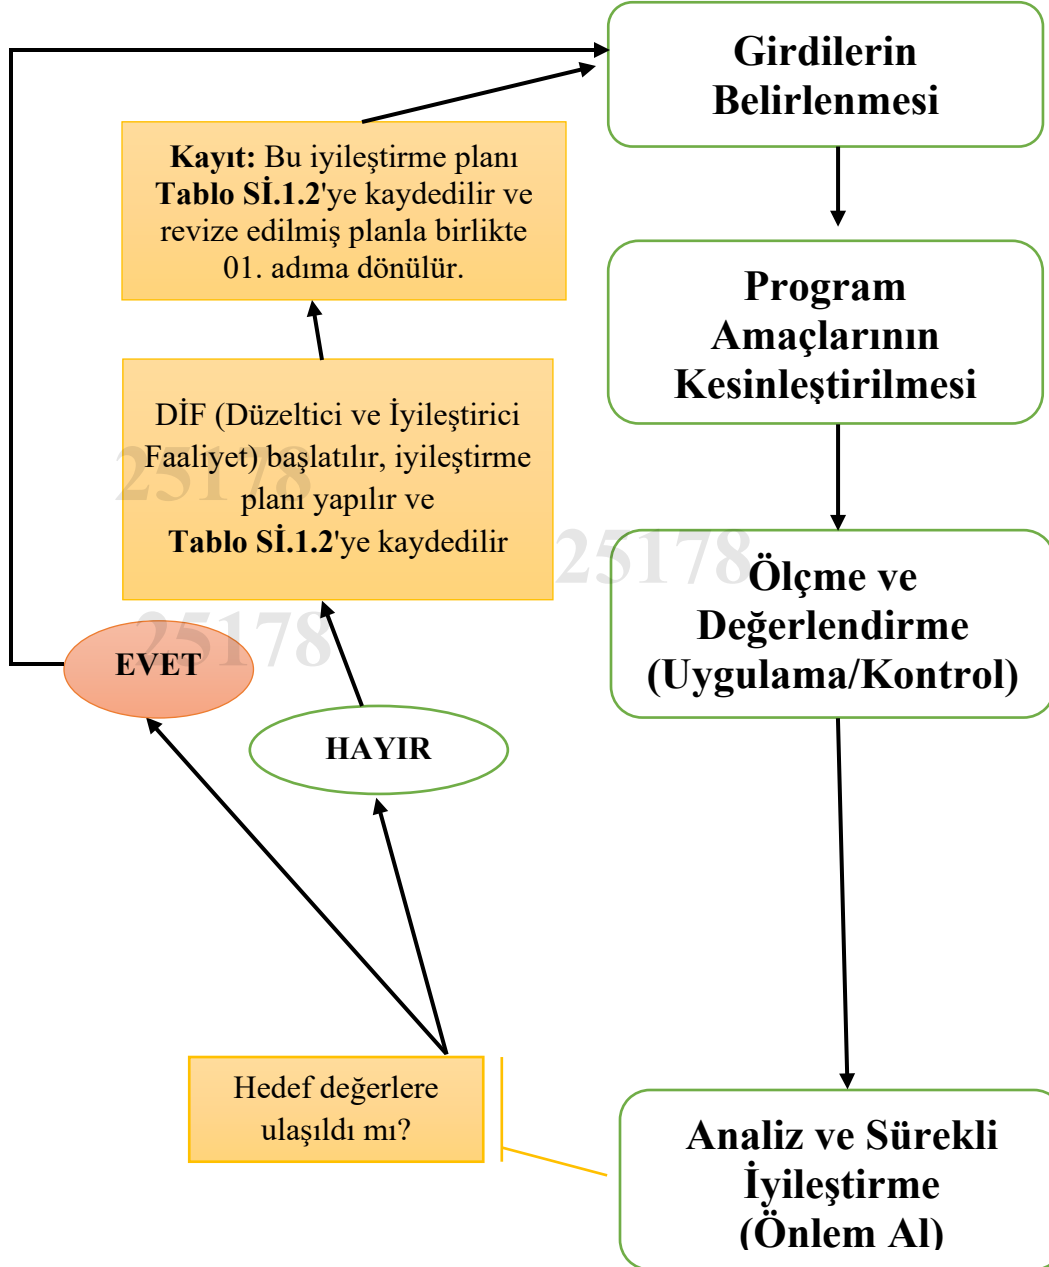 Girdilerin
Belirlenmesi
Kayıt: Bu iyileştirme planı
Tablo Sİ.1.2'ye kaydedilir ve
revize edilmiş planla birlikte
01. adıma dönülür.
Program
Amaçlarının
Kesinleştirilmesi
DİF (Düzeltici ve İyileştirici
Faaliyet) başlatılır, iyileştirme
planı yapılır ve
Tablo Sİ.1.2'ye kaydedilir
25178
25178
Ölçme ve
Değerlendirme
(Uygulama/Kontrol)
25178
EVET
HAYIR
Hedef değerlere
ulaşıldı mı?
Analiz ve Sürekli
İyileştirme
(Önlem Al)